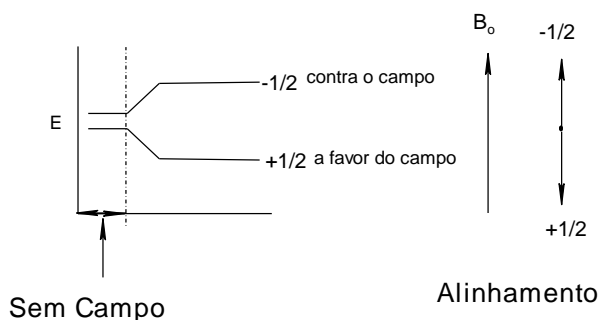 B₀
-1/2
-1/2 contra o campo
E
+1/2 a favor do campo
+1/2
Sem Campo
Alinhamento